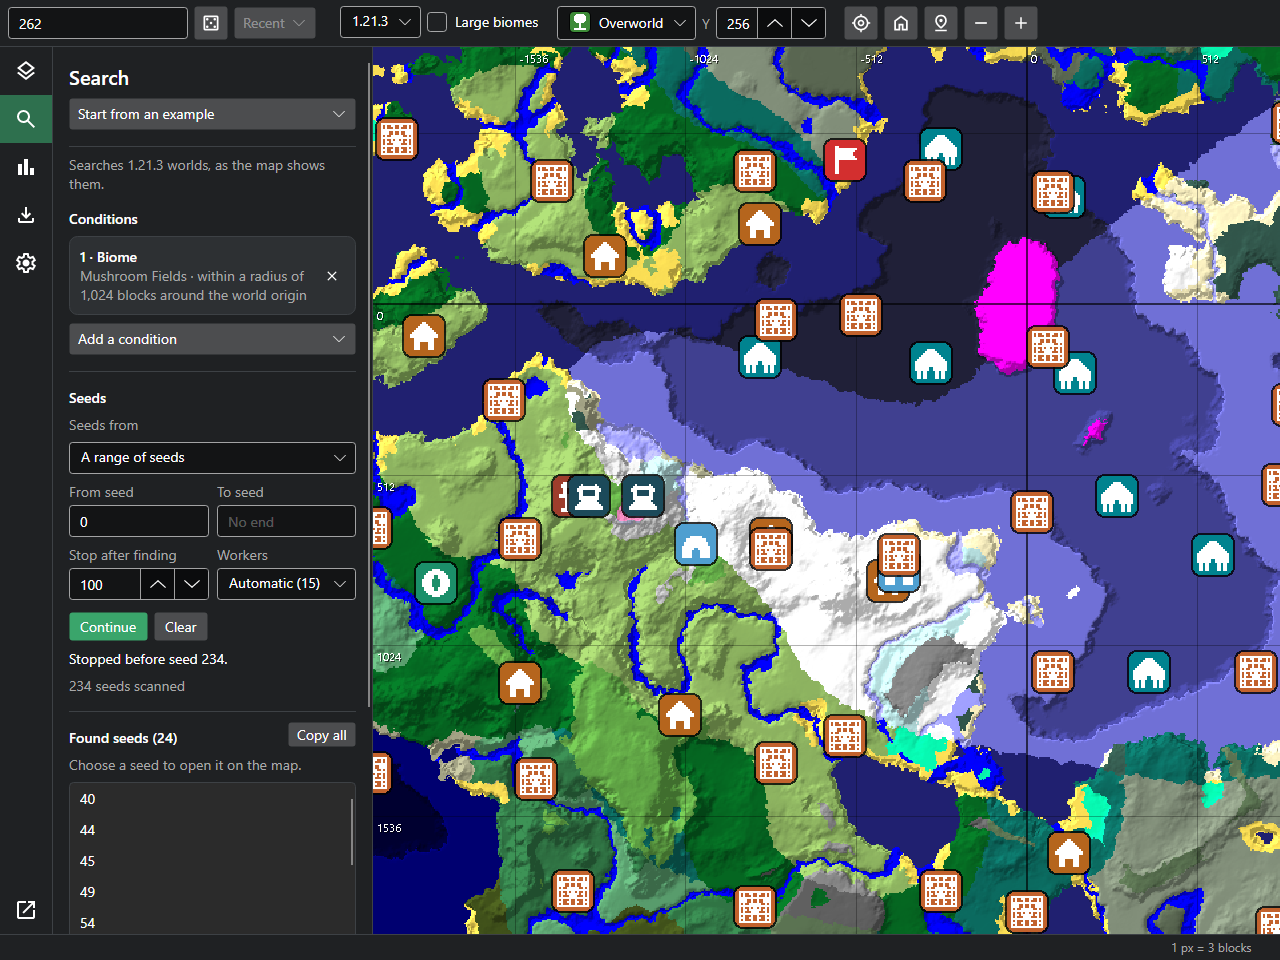 262
Recent
1.21.3
Large biomes
Overworld
Y
256
Search
Start from an example
Searches 1.21.3 worlds, as the map shows
them.
Conditions
1 · Biome
Mushroom Fields · within a radius of
1,024 blocks around the world origin
Add a condition
Seeds
Seeds from
A range of seeds
From seed
To seed
0
No end
Stop after finding
Workers
100
Automatic (15)
Continue
Clear
Stopped before seed 234.
234 seeds scanned
Found seeds (24)
Copy all
Choose a seed to open it on the map.
40
44
45
49
54
-1536
-1024
-512
0
512
0
512
1024
1536
1 px = 3 blocks